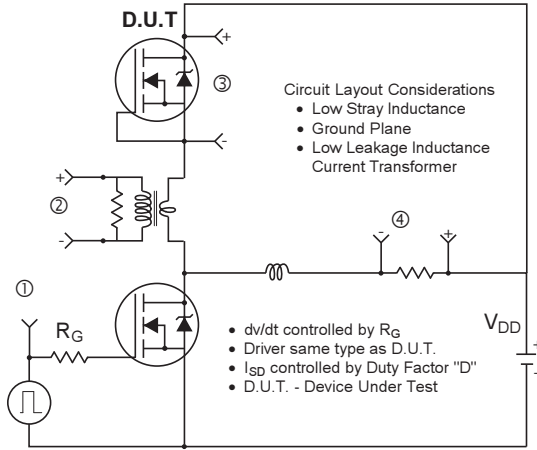 D.U.T
+
③
-
Circuit Layout Considerations
• Low Stray Inductance
• Ground Plane
• Low Leakage Inductance
Current Transformer
+
②
-
④
-
+
①
R_G
V_DD
+
-
• dv/dt controlled by R_G
• Driver same type as D.U.T.
• I_SD controlled by Duty Factor "D"
• D.U.T. - Device Under Test